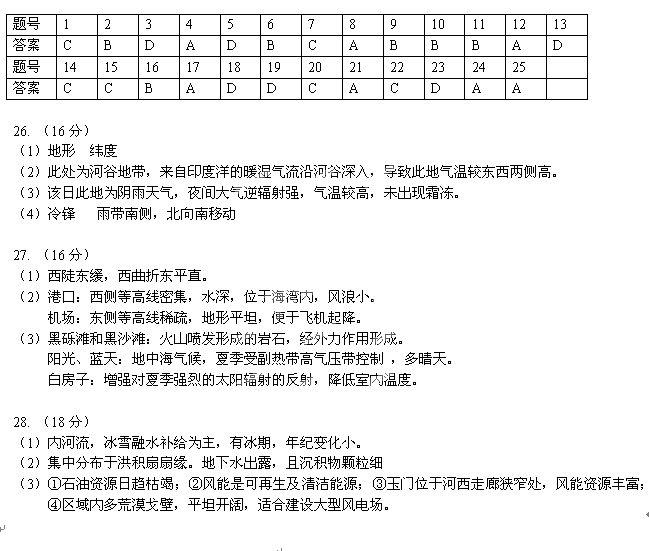 题号 1 2 3 4 5 6 7 8 9 10 11 12 13
答案 C B D A D B C A B B B A D
题号 14 15 16 17 18 19 20 21 22 23 24 25
答案 C C B A D D C A C D A A
26. （16 分）
（1）地形 纬度
（2）此处为河谷地带，来自印度洋的暖湿气流沿河谷深入，导致此地气温较东西两侧高。
（3）该日此地为阴雨天气，夜间大气逆辐射强，气温较高，未出现霜冻。
（4）冷锋 雨带南侧，北向南移动
27. （16 分）
（1）西陡东缓，西曲折东平直。
（2）港口：西侧等高线密集，水深，位于海湾内，风浪小。
机场：东侧等高线稀疏，地形平坦，便于飞机起降。
（3）黑砾滩和黑沙滩：火山喷发形成的岩石，经外力作用形成。
阳光、蓝天：地中海气候，夏季受副热带高气压带控制 ，多晴天。
白房子：增强对夏季强烈的太阳辐射的反射，降低室内温度。
28. （18 分）
（1）内河流，冰雪融水补给为主，有冰期，年纪变化小。
（2）集中分布于洪积扇扇缘。地下水出露，且沉积物颗粒细
（3）①石油资源日趋枯竭；②风能是可再生及清洁能源；③玉门位于河西走廊狭窄处，风能资源丰富；
④区域内多荒漠戈壁，平坦开阔，适合建设大型风电场。